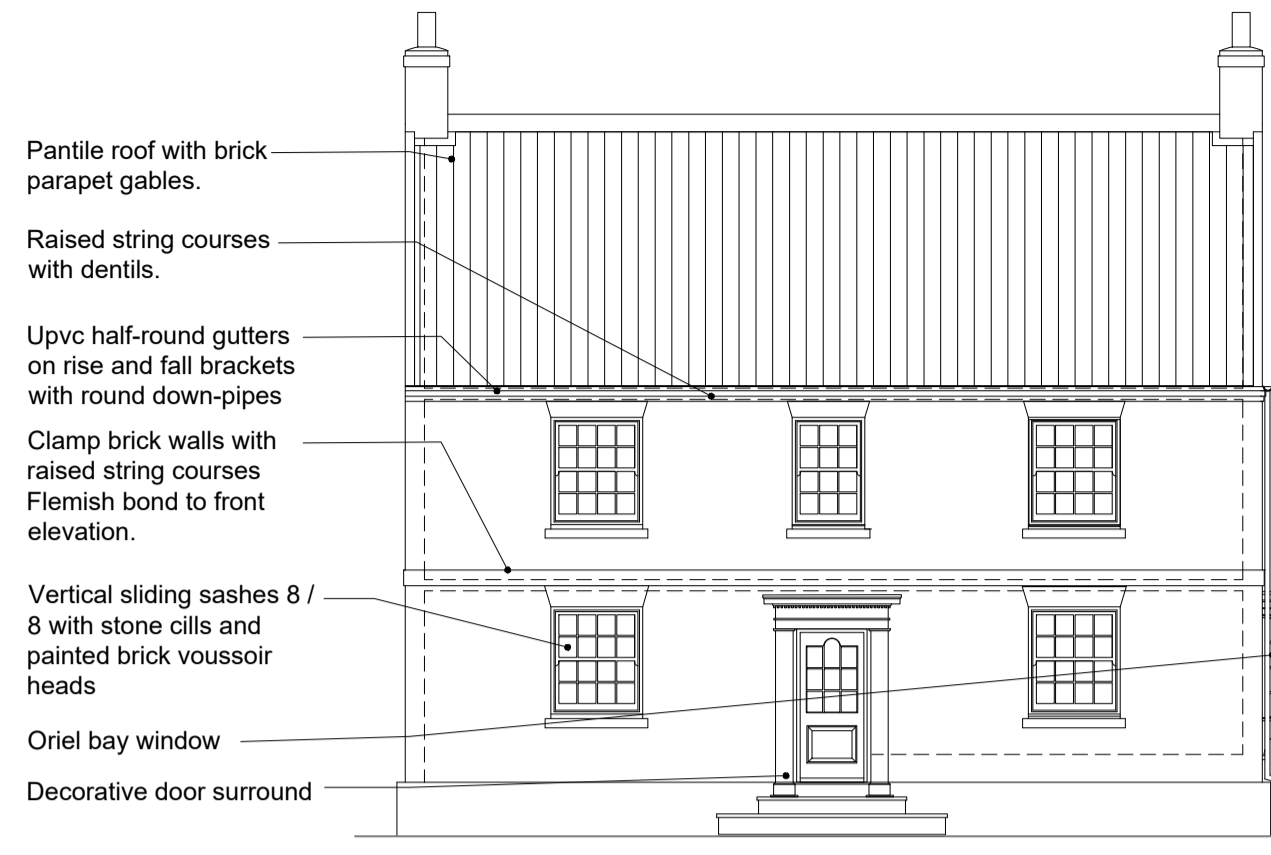 Pantile roof with brick
parapet gables.
Raised string courses
with dentils.
Upvc half-round gutters
on rise and fall brackets
with round down-pipes
Clamp brick walls with
raised string courses
Flemish bond to front
elevation.
Vertical sliding sashes 8 /
8 with stone cills and
painted brick voussoir
heads
Oriel bay window
Decorative door surround